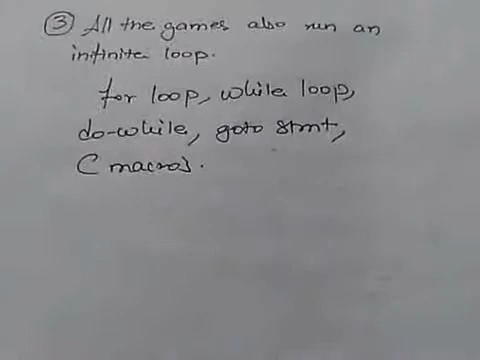 ③ All the games also run an
infinite loop.
for loop, while loop,
do-while, goto stmt,
C macros.